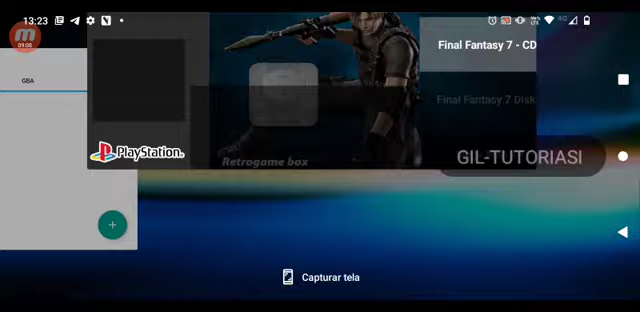 13:23
4G
09:08
GBA
Final Fantasy 7 - CD
Final Fantasy 7 Disk
PlayStation
Retrogame box
GIL-TUTORIASI
Capturar tela